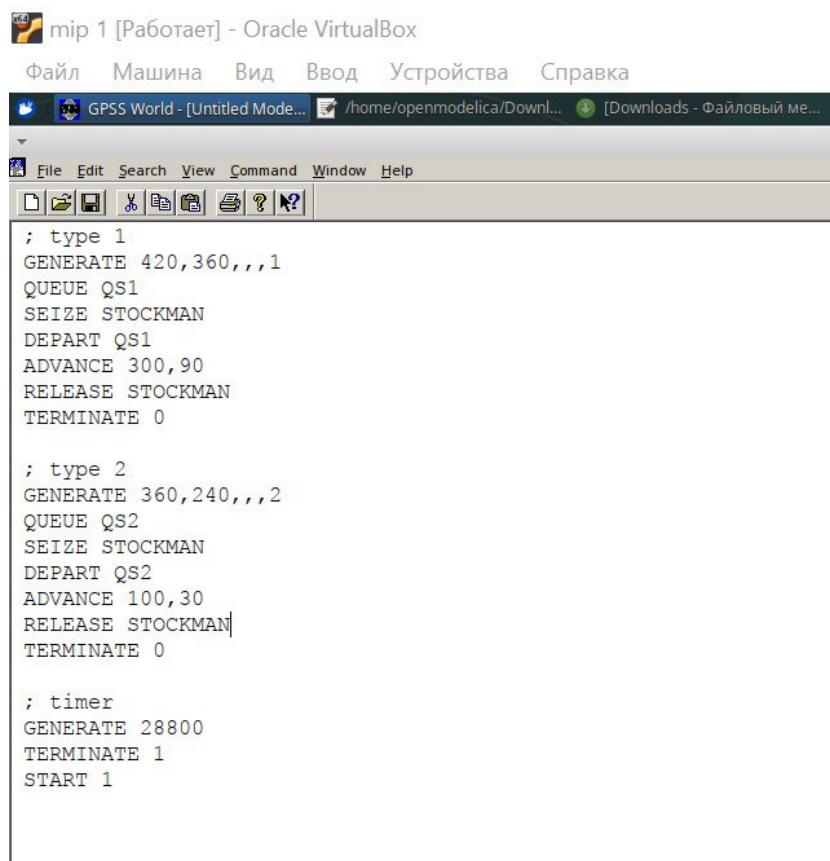 mip 1 [Работает] - Oracle VirtualBox
Файл Машина Вид Ввод Устройства Справка
GPSS World - [Untitled Mode... /home/openmodelica/Downl... [Downloads - Файловый ме...
File Edit Search View Command Window Help
; type 1
GENERATE 420,360,,,1
QUEUE QS1
SEIZE STOCKMAN
DEPART QS1
ADVANCE 300,90
RELEASE STOCKMAN
TERMINATE 0
; type 2
GENERATE 360,240,,,2
QUEUE QS2
SEIZE STOCKMAN
DEPART QS2
ADVANCE 100,30
RELEASE STOCKMAN
TERMINATE 0
; timer
GENERATE 28800
TERMINATE 1
START 1